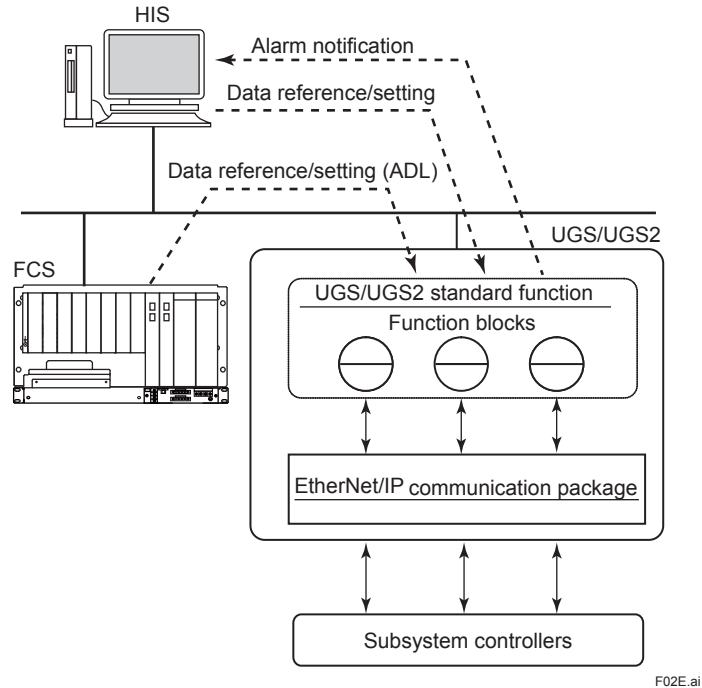 HIS
Alarm notification
Data reference/setting
Data reference/setting (ADL)
UGS/UGS2
FCS
UGS/UGS2 standard function
Function blocks
EtherNet/IP communication package
Subsystem controllers
F02E.ai